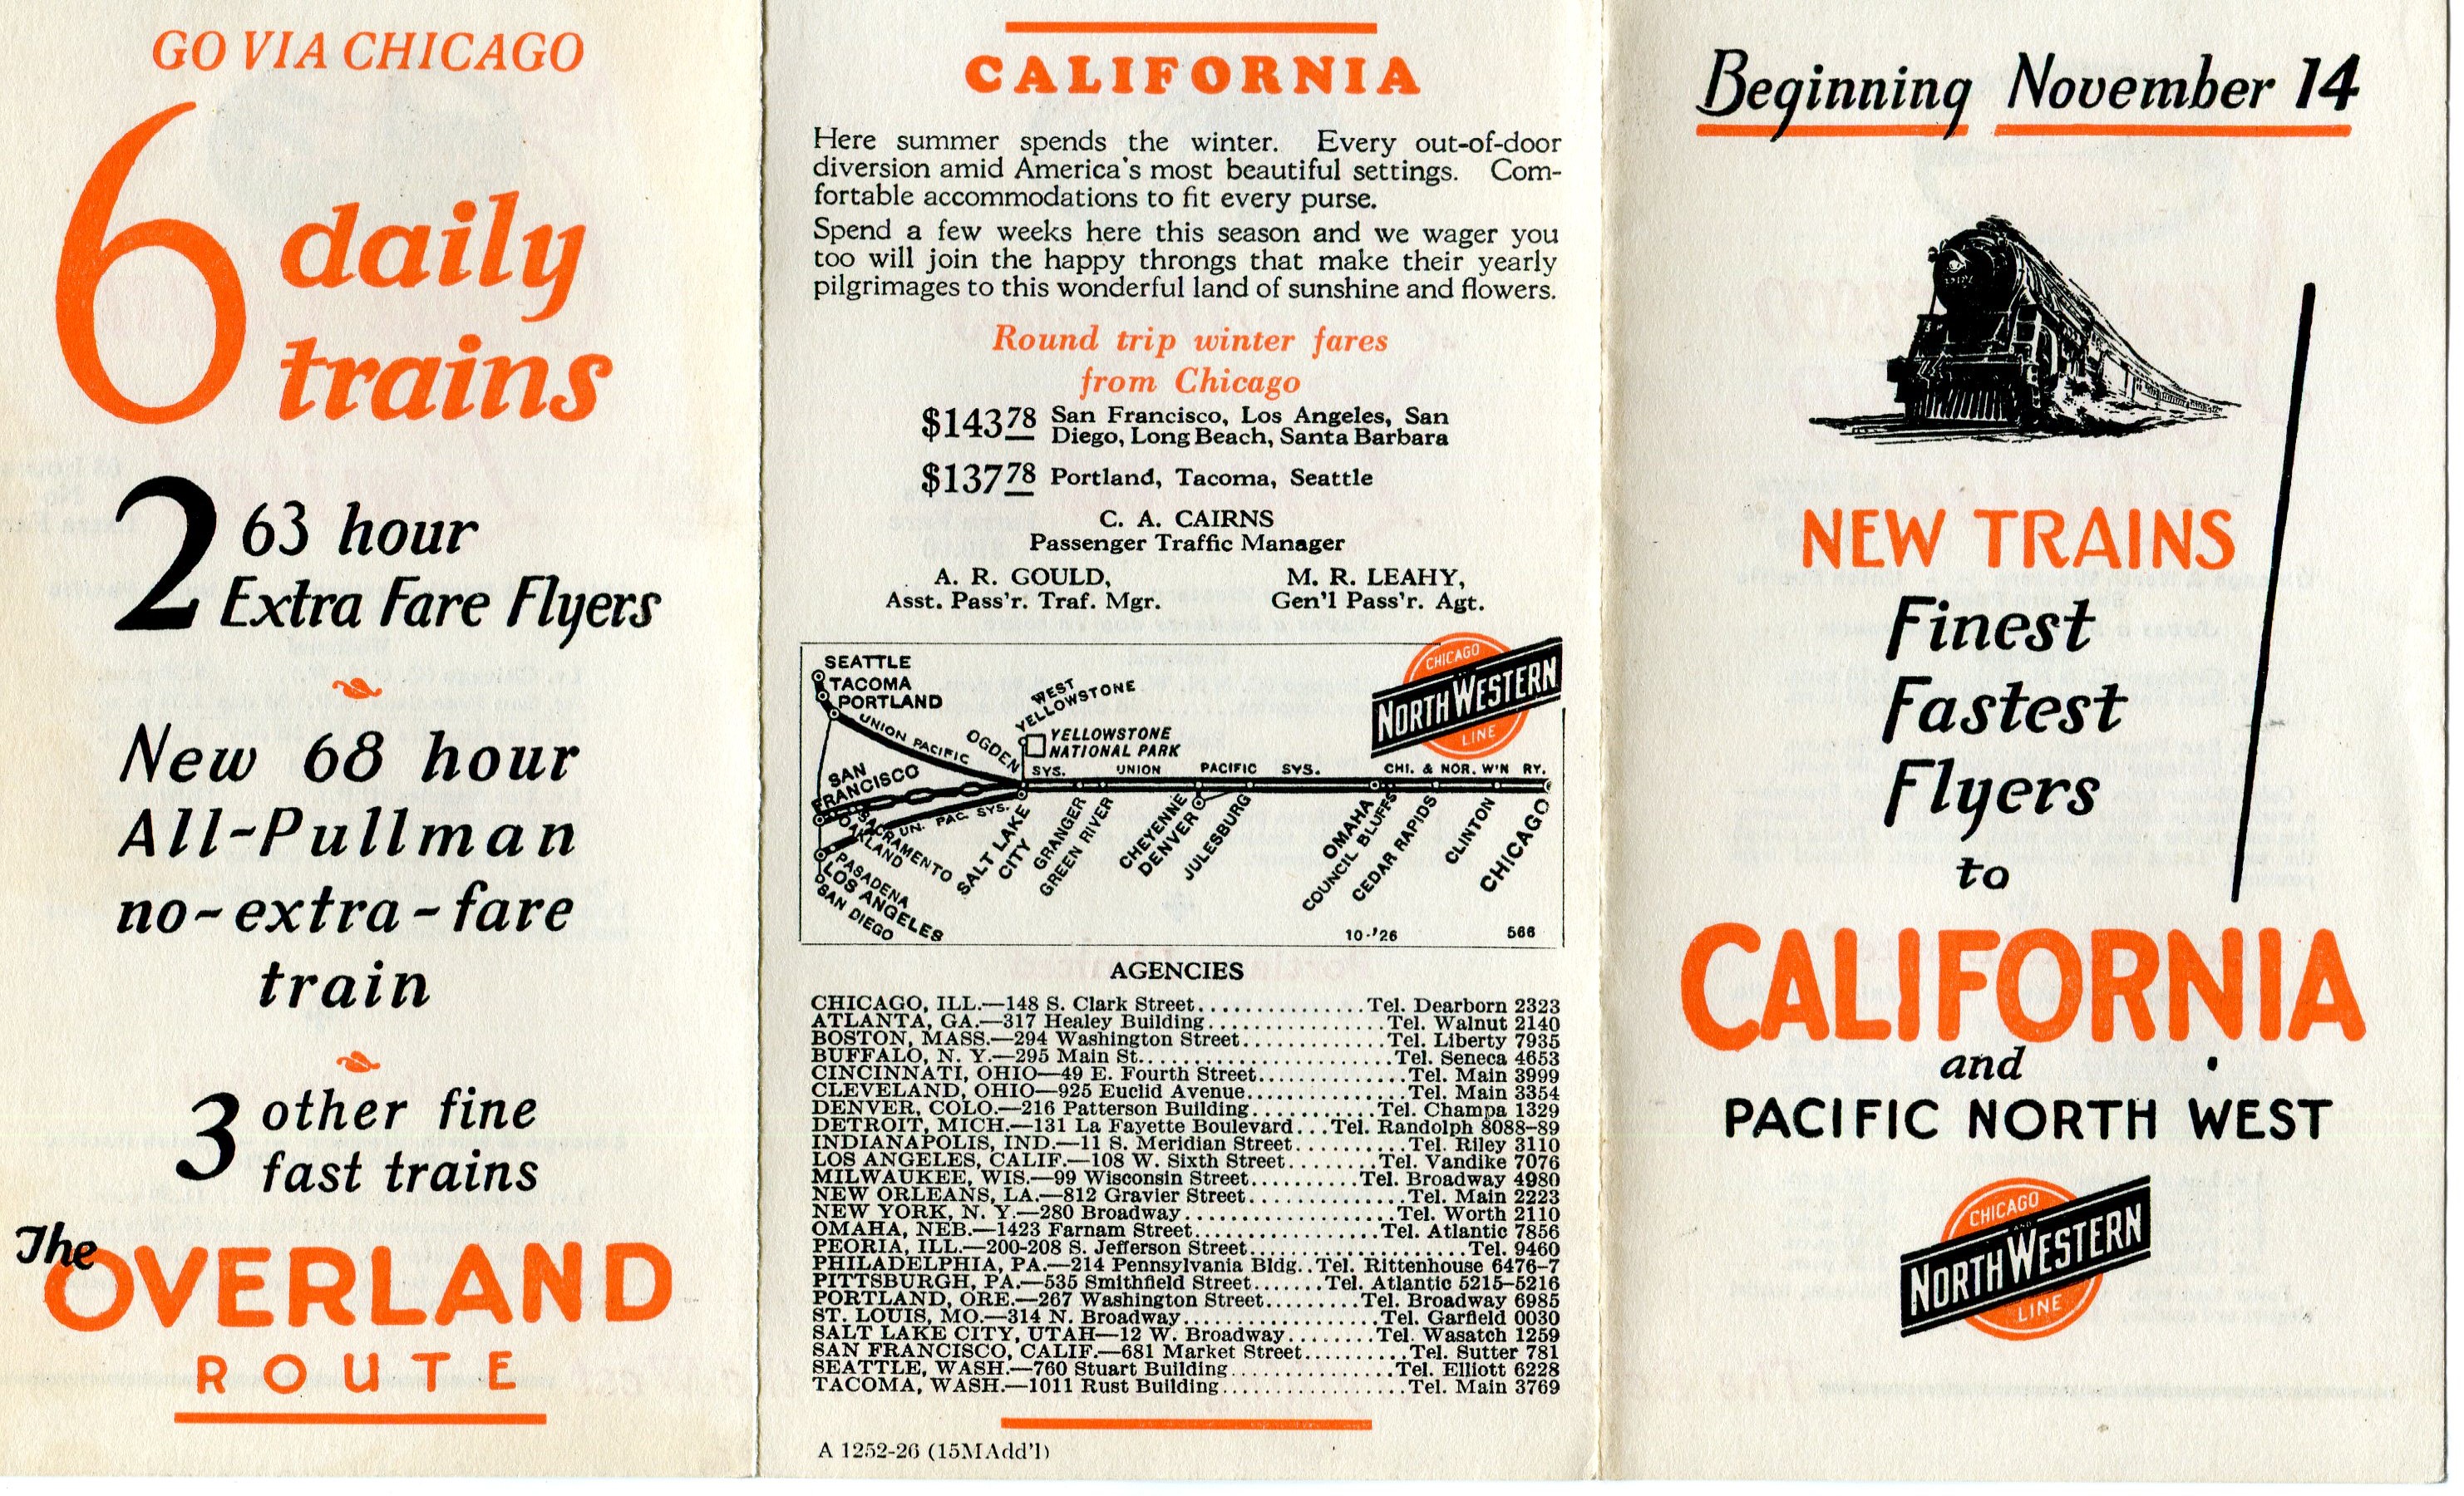 GO VIA CHICAGO
6 daily
trains
2 63 hour
Extra Fare Flyers
New 68 hour
All-Pullman
no-extra-fare
train
3 other fine
fast trains
The
OVERLAND
ROUTE
CALIFORNIA
Here summer spends the winter. Every out-of-door
diversion amid America's most beautiful settings. Com-
fortable accommodations to fit every purse.
Spend a few weeks here this season and we wager you
too will join the happy throngs that make their yearly
pilgrimages to this wonderful land of sunshine and flowers.
Round trip winter fares
from Chicago
$143.78 San Francisco, Los Angeles, San
Diego, Long Beach, Santa Barbara
$137.78 Portland, Tacoma, Seattle
C. A. CAIRNS
Passenger Traffic Manager
A. R. GOULD,
Asst. Pass'r. Traf. Mgr.
M. R. LEAHY,
Gen'l Pass'r. Agt.
SEATTLE
TACOMA
PORTLAND
UNION PACIFIC
OGDEN
WEST
YELLOWSTONE
YELLOWSTONE
NATIONAL PARK
CHICAGO
NORTH WESTERN
LINE
SYS. UNION PACIFIC SYS. CHI. & NOR. W'N RY.
SAN
FRANCISCO
OAKLAND
SACRAMENTO
UN. PAC. SYS.
PASADENA
LOS ANGELES
SAN DIEGO
SALT LAKE
CITY
GRANGER
GREEN RIVER
CHEYENNE
DENVER
JULESBURG
OMAHA
COUNCIL BLUFFS
CEDAR RAPIDS
CLINTON
CHICAGO
10-'26 566
AGENCIES
CHICAGO, ILL.—148 S. Clark Street...............Tel. Dearborn 2323
ATLANTA, GA.—317 Healey Building...............Tel. Walnut 2140
BOSTON, MASS.—294 Washington Street.............Tel. Liberty 7935
BUFFALO, N. Y.—295 Main St.......................Tel. Seneca 4653
CINCINNATI, OHIO—49 E. Fourth Street..............Tel. Main 3999
CLEVELAND, OHIO—925 Euclid Avenue...............Tel. Main 3354
DENVER, COLO.—216 Patterson Building...........Tel. Champa 1329
DETROIT, MICH.—131 La Fayette Boulevard...Tel. Randolph 8088-89
INDIANAPOLIS, IND.—11 S. Meridian Street..........Tel. Riley 3110
LOS ANGELES, CALIF.—108 W. Sixth Street........Tel. Vandike 7076
MILWAUKEE, WIS.—99 Wisconsin Street..........Tel. Broadway 4980
NEW ORLEANS, LA.—812 Gravier Street..............Tel. Main 2223
NEW YORK, N. Y.—280 Broadway....................Tel. Worth 2110
OMAHA, NEB.—1423 Farnam Street.................Tel. Atlantic 7856
PEORIA, ILL.—200-208 S. Jefferson Street.....................Tel. 9460
PHILADELPHIA, PA.—214 Pennsylvania Bldg..Tel. Rittenhouse 6476-7
PITTSBURGH, PA.—535 Smithfield Street.......Tel. Atlantic 5215-5216
PORTLAND, ORE.—267 Washington Street.........Tel. Broadway 6985
ST. LOUIS, MO.—314 N. Broadway..................Tel. Garfield 0030
SALT LAKE CITY, UTAH—12 W. Broadway........Tel. Wasatch 1259
SAN FRANCISCO, CALIF.—681 Market Street..........Tel. Sutter 781
SEATTLE, WASH.—760 Stuart Building...............Tel. Elliott 6228
TACOMA, WASH.—1011 Rust Building.................Tel. Main 3769
A 1252-26 (15MAdd'l)
Beginning November 14
NEW TRAINS
Finest
Fastest
Flyers
to
CALIFORNIA
and
PACIFIC NORTH WEST
CHICAGO
AND
NORTH WESTERN
LINE